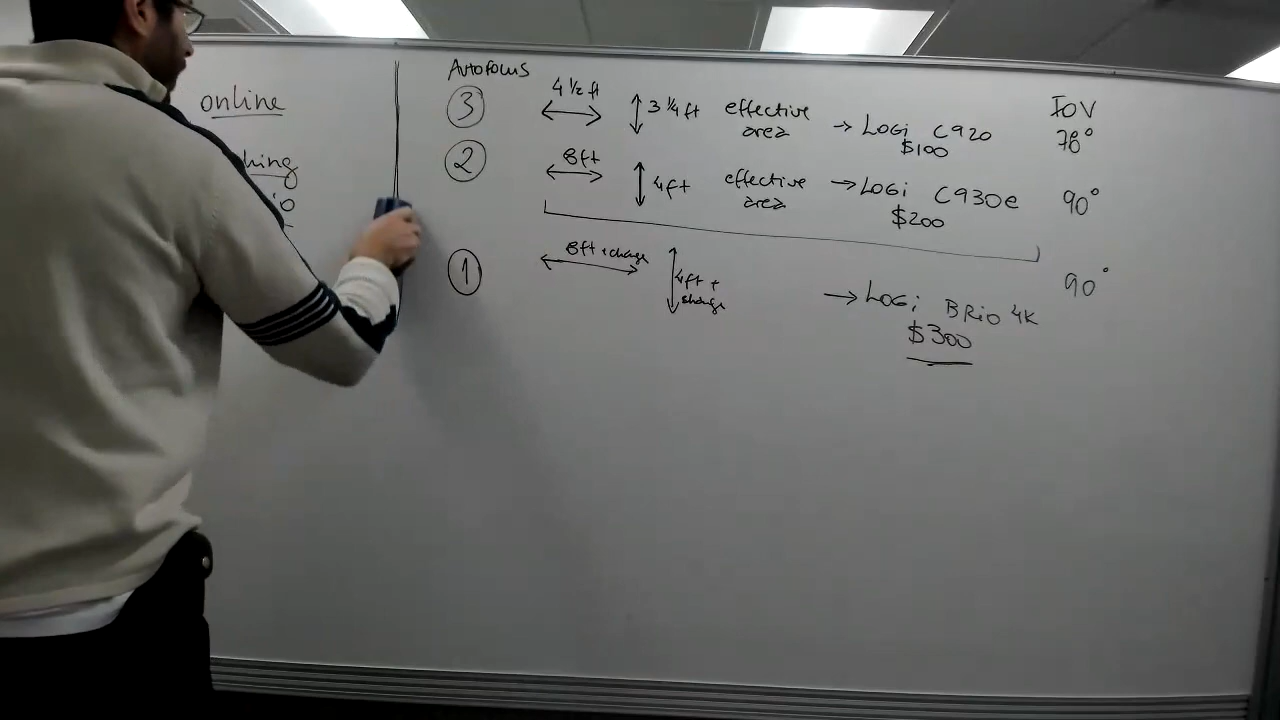 online
AUTOFOCUS
③ 4 ½ ft 3 ¼ ft effective area → LOGi C920 $100
FOV
78°
② 8ft 4ft effective area → LOGi C930e $200 90°
① 8ft + change 4ft + change → LOGi BRiO 4K $300 90°